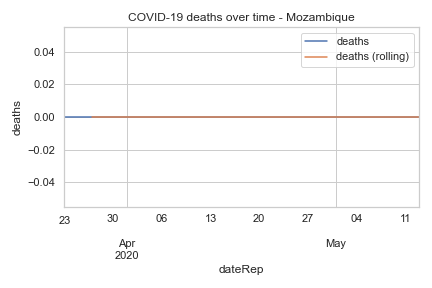 COVID-19 deaths over time - Mozambique
deaths
deaths (rolling)
0.04
0.02
0.00
−0.02
−0.04
deaths
23 30 06 13 20 27 04 11
Apr May
2020
dateRep